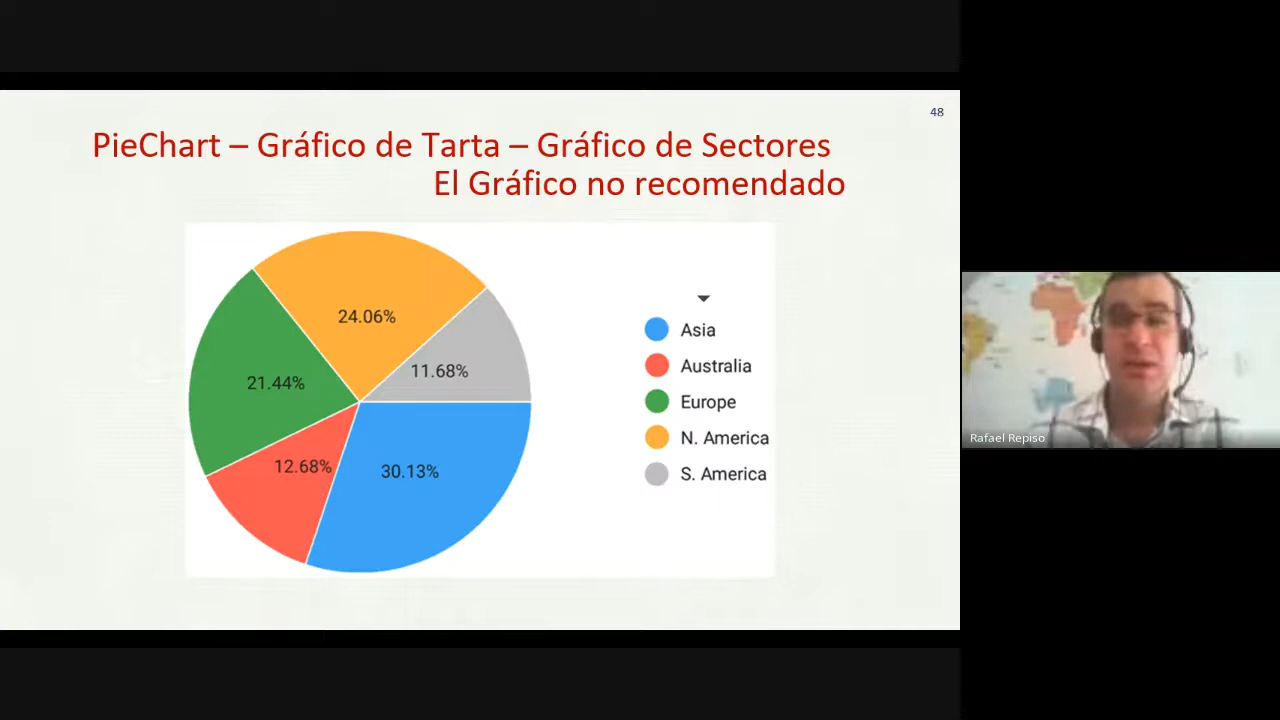 48
PieChart – Gráfico de Tarta – Gráfico de Sectores
El Gráfico no recomendado
24.06%
11.68%
21.44%
12.68%
30.13%
Asia
Australia
Europe
N. America
S. America
Rafael Repiso